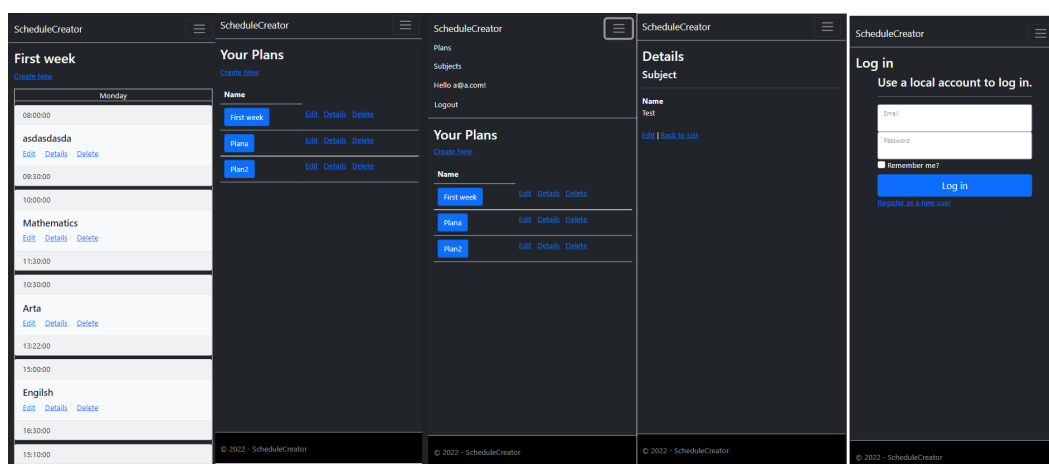 ScheduleCreator
First week
Create New
Monday
08:00:00
asdasdasda
Edit Details Delete
09:30:00
10:00:00
Mathematics
Edit Details Delete
11:30:00
10:30:00
Arta
Edit Details Delete
13:22:00
15:00:00
Engilsh
Edit Details Delete
16:30:00
15:10:00
ScheduleCreator
Your Plans
Create New
Name
First week Edit Details Delete
Plana Edit Details Delete
Plan2 Edit Details Delete
© 2022 - ScheduleCreator
ScheduleCreator
Plans
Subjects
Hello a@a.com!
Logout
Your Plans
Create New
Name
First week Edit Details Delete
Plana Edit Details Delete
Plan2 Edit Details Delete
© 2022 - ScheduleCreator
ScheduleCreator
Details
Subject
Name
Test
Edit | Back to List
© 2022 - ScheduleCreator
ScheduleCreator
Log in
Use a local account to log in.
Email
Password
Remember me?
Log in
Register as a new user
© 2022 - ScheduleCreator